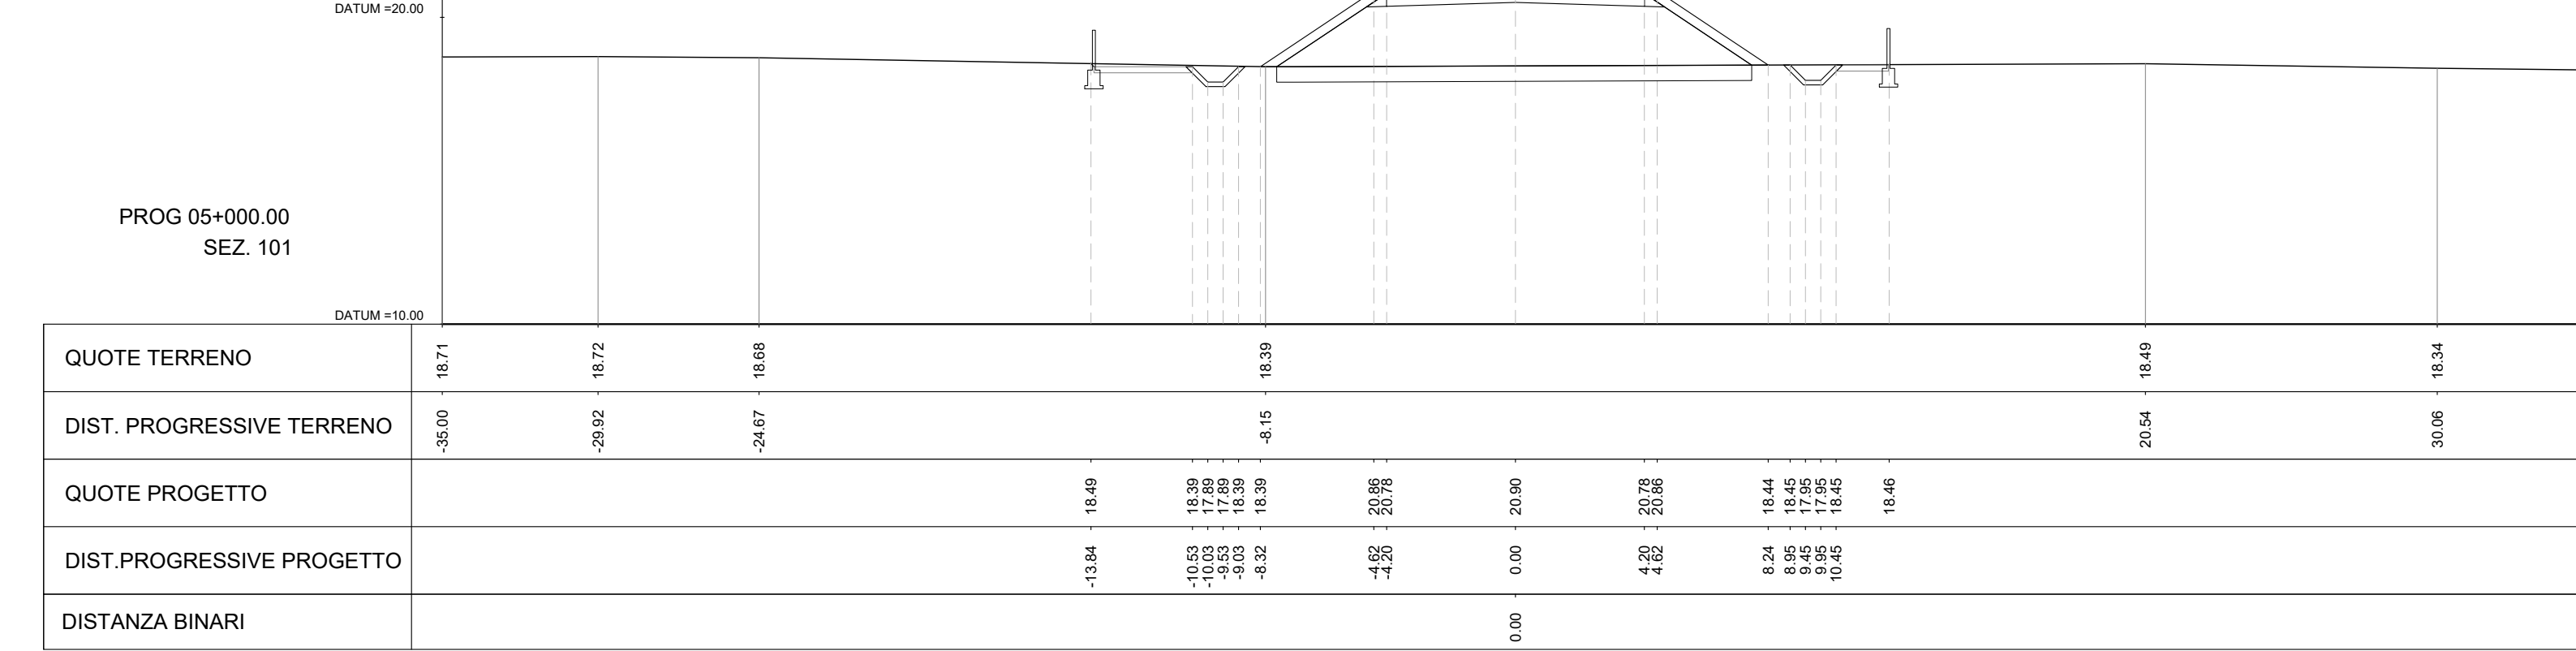 DATUM =20.00
PROG 05+000.00
SEZ. 101
DATUM =10.00
QUOTE TERRENO 18.71 18.72 18.68 18.39 18.49 18.34
DIST. PROGRESSIVE TERRENO -35.00 -29.92 -24.67 -8.15 20.54 30.06
QUOTE PROGETTO 18.49 18.39 17.89 17.89 18.39 18.39 20.86 20.78 20.90 20.78 20.86 18.44 18.45 17.95 17.95 18.45 18.46
DIST.PROGRESSIVE PROGETTO -13.84 -10.53 -10.03 -9.53 -9.03 -8.32 -4.62 -4.20 0.00 4.20 4.62 8.24 8.95 9.45 9.95 10.45
DISTANZA BINARI 0.00